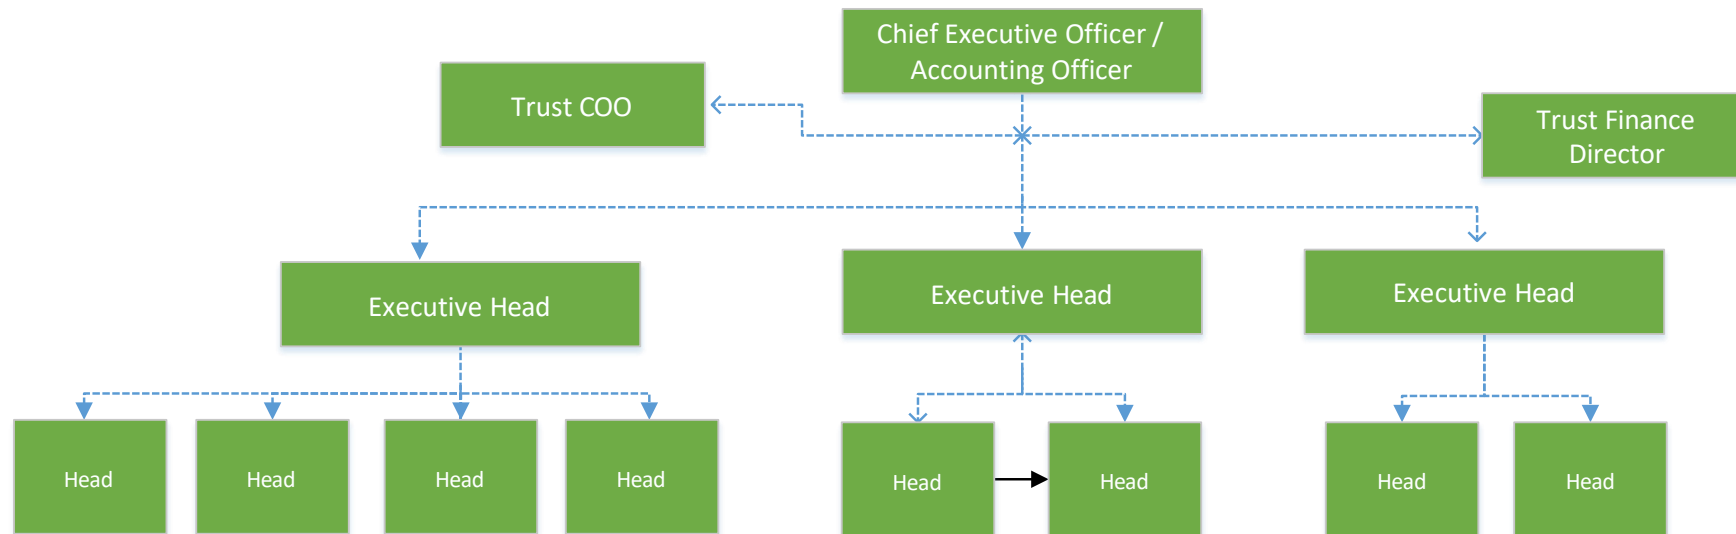 Chief Executive Officer /
Accounting Officer
Trust COO
Trust Finance
Director
Executive Head
Executive Head
Executive Head
Head
Head
Head
Head
Head
Head
Head
Head